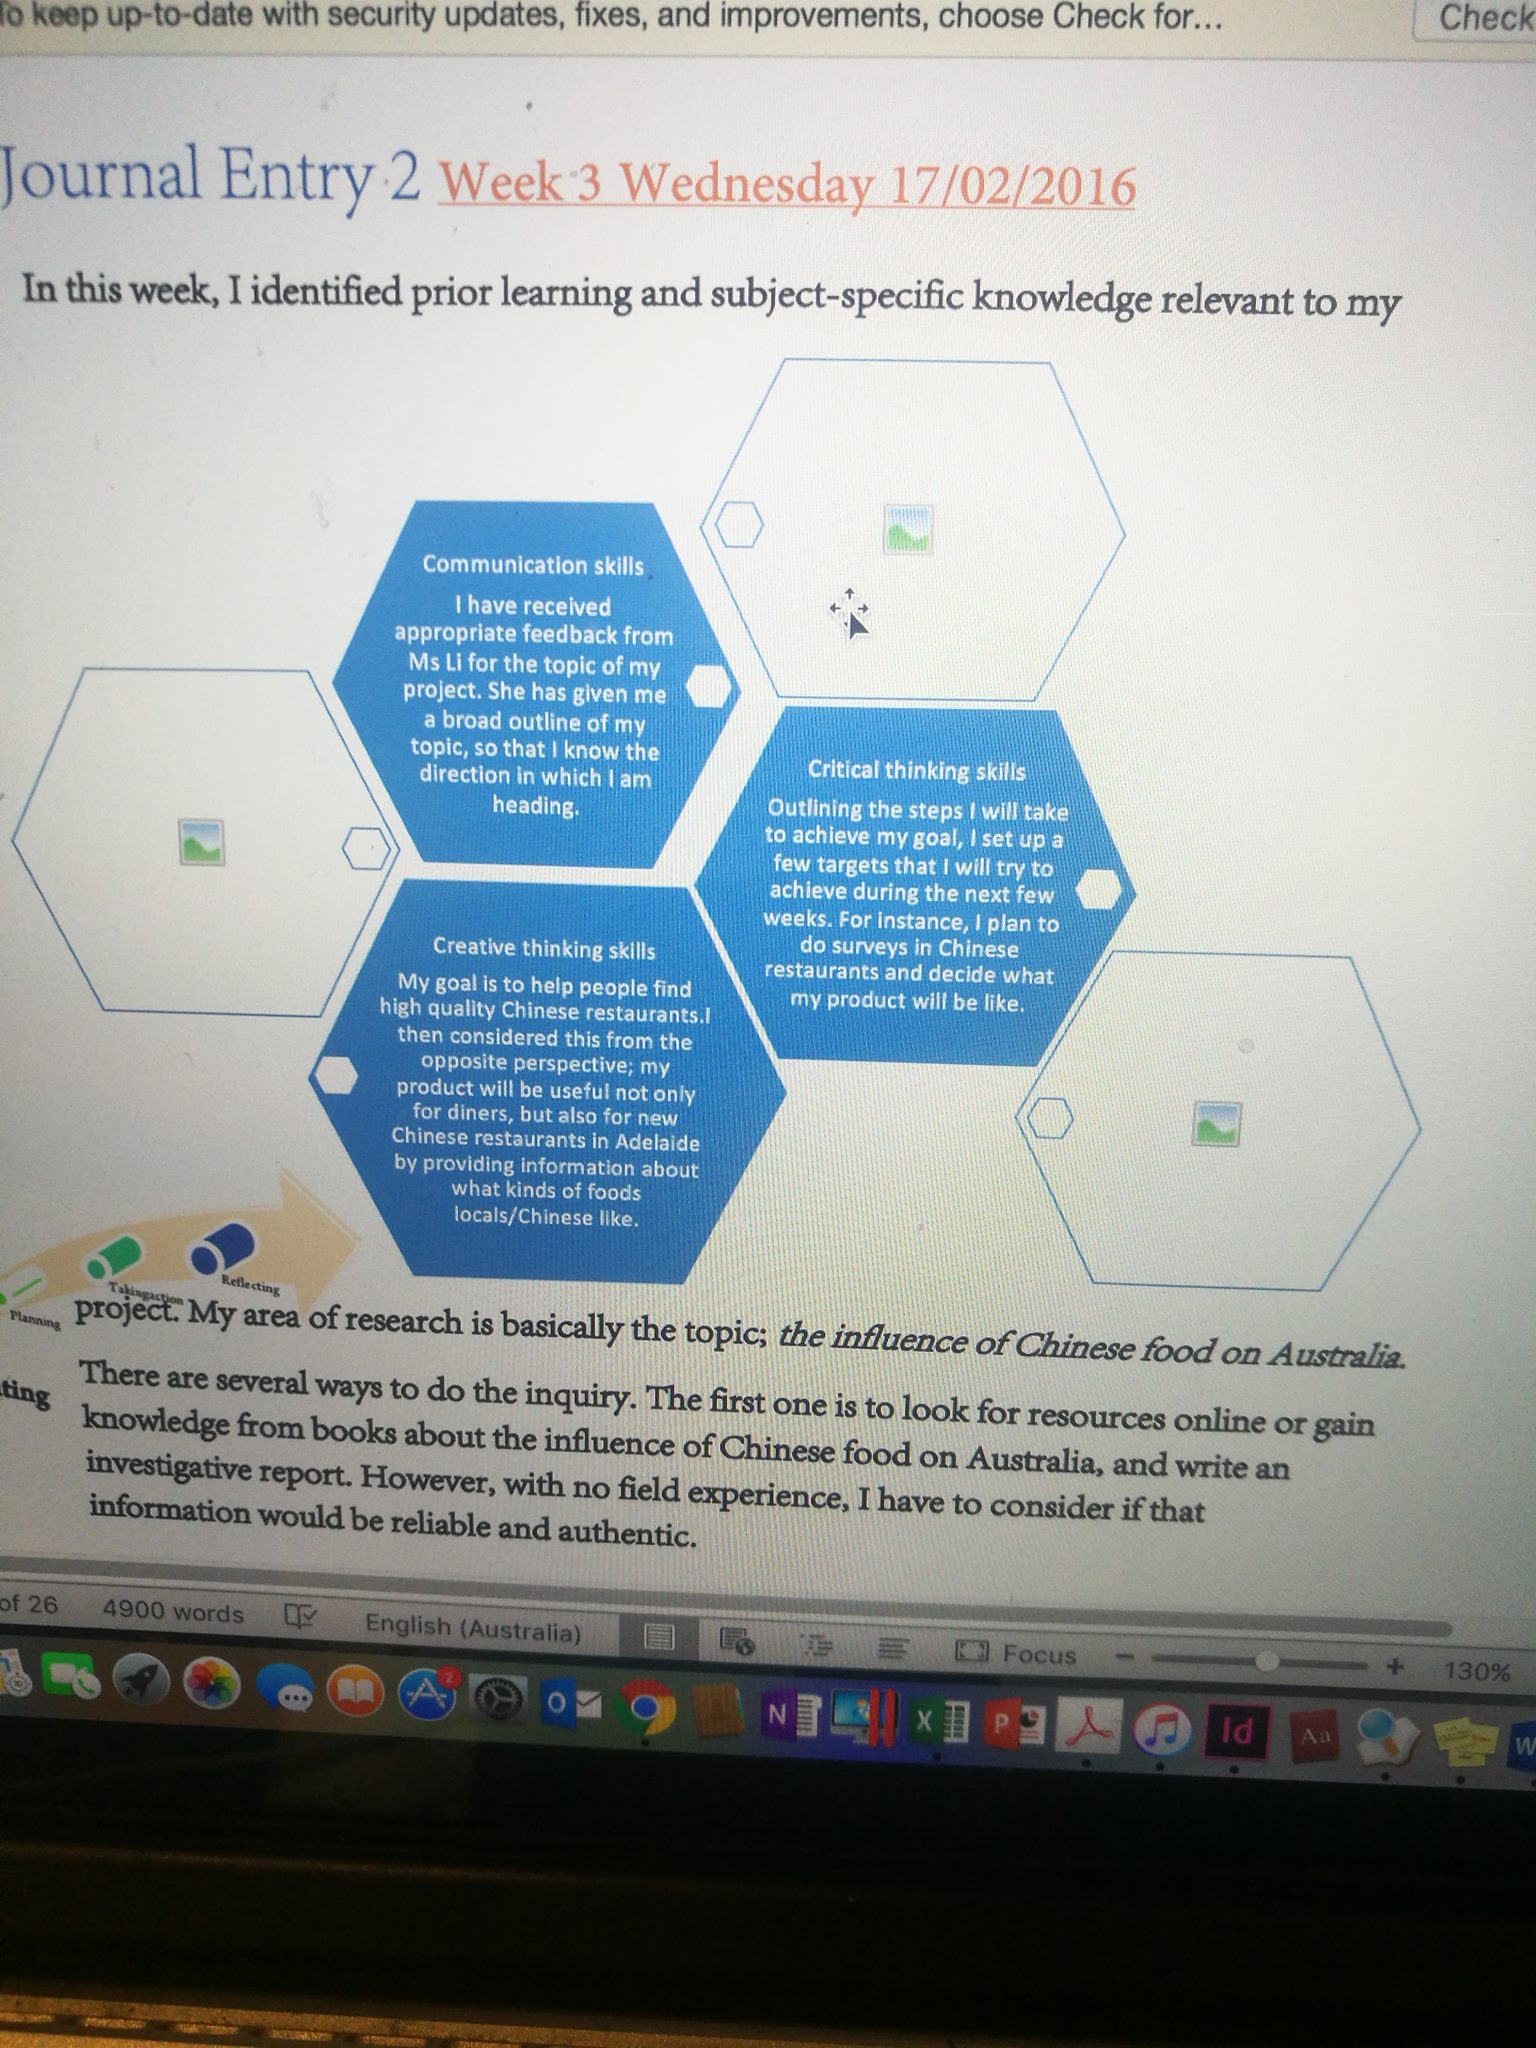 To keep up-to-date with security updates, fixes, and improvements, choose Check for...
Check
Journal Entry 2 Week 3 Wednesday 17/02/2016
In this week, I identified prior learning and subject-specific knowledge relevant to my
Communication skills
I have received
appropriate feedback from
Ms Li for the topic of my
project. She has given me
a broad outline of my
topic, so that I know the
direction in which I am
heading.
Critical thinking skills
Outlining the steps I will take
to achieve my goal, I set up a
few targets that I will try to
achieve during the next few
weeks. For instance, I plan to
do surveys in Chinese
restaurants and decide what
my product will be like.
Creative thinking skills
My goal is to help people find
high quality Chinese restaurants.I
then considered this from the
opposite perspective; my
product will be useful not only
for diners, but also for new
Chinese restaurants in Adelaide
by providing information about
what kinds of foods
locals/Chinese like.
Planning
Takingaction
Reflecting
project. My area of research is basically the topic; the influence of Chinese food on Australia.
ting
There are several ways to do the inquiry. The first one is to look for resources online or gain
knowledge from books about the influence of Chinese food on Australia, and write an
investigative report. However, with no field experience, I have to consider if that
information would be reliable and authentic.
of 26
4900 words
English (Australia)
Focus
130%
2
O
N
X
P
Id
Aa
W